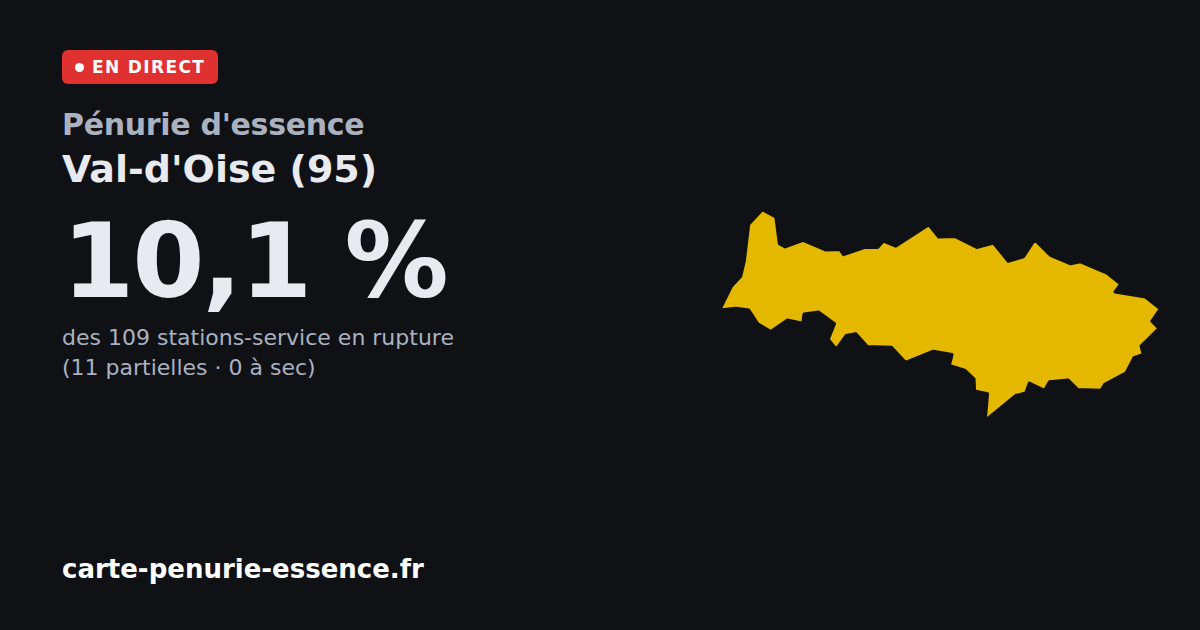 EN DIRECT
Pénurie d'essence
Val-d'Oise (95)
10,1 %
des 109 stations-service en rupture
(11 partielles · 0 à sec)
carte-penurie-essence.fr